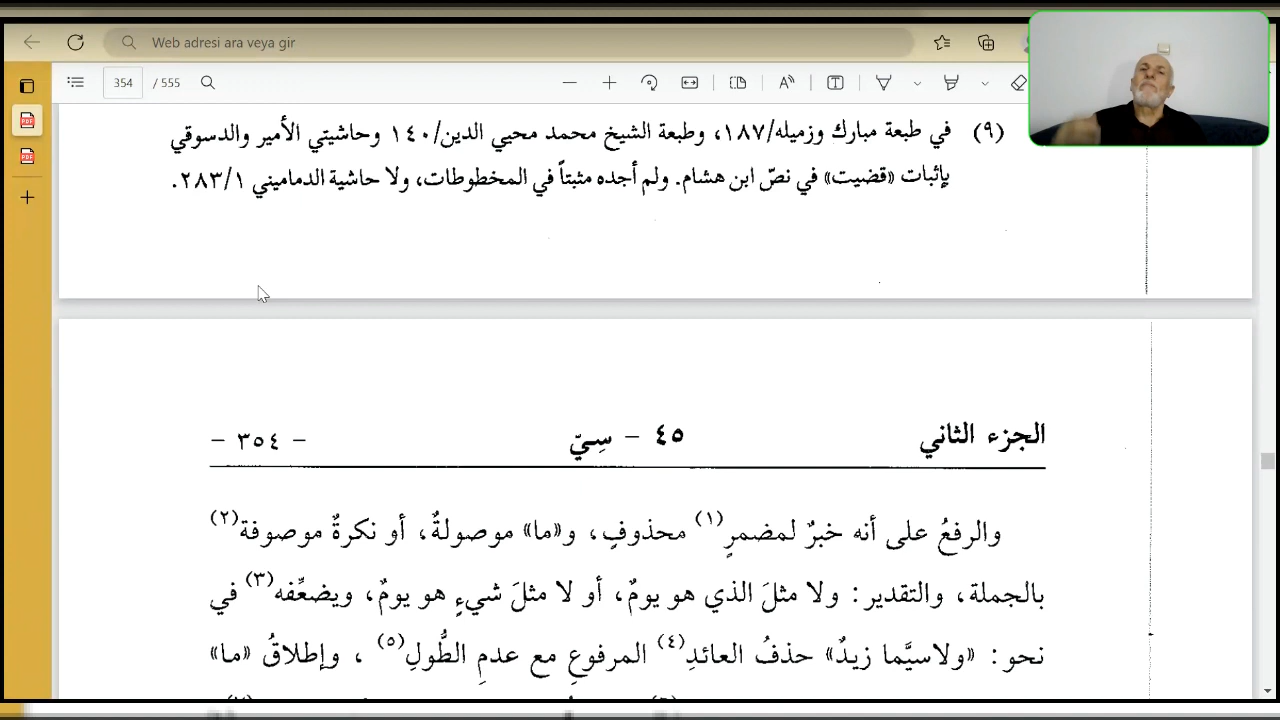 Web adresi ara veya gir
354 / 555
(٩) في طبعة مبارك وزميله/١٨٧، وطبعة الشيخ محمد محيي الدين/١٤٠ وحاشيتي الأمير والدسوقي
بإثبات «قضيت» في نصّ ابن هشام. ولم أجده مثبتاً في المخطوطات، ولا حاشية الدماميني ٢٨٣/١.
الجزء الثاني ٤٥ - سِيّ - ٣٥٤ -
والرفعُ على أنه خبرٌ لمضمرٍ(١) محذوفٍ، و«ما» موصولةٌ، أو نكرةٌ موصوفة(٢)
بالجملة، والتقدير: ولا مثلَ الذي هو يومٌ، أو لا مثلَ شيءٍ هو يومٌ، ويضعِّفه(٣) في
نحو: «ولاسيَّما زيدٌ» حذفُ العائدِ(٤) المرفوعِ مع عدمِ الطُّولِ(٥) ، وإطلاقُ «ما»